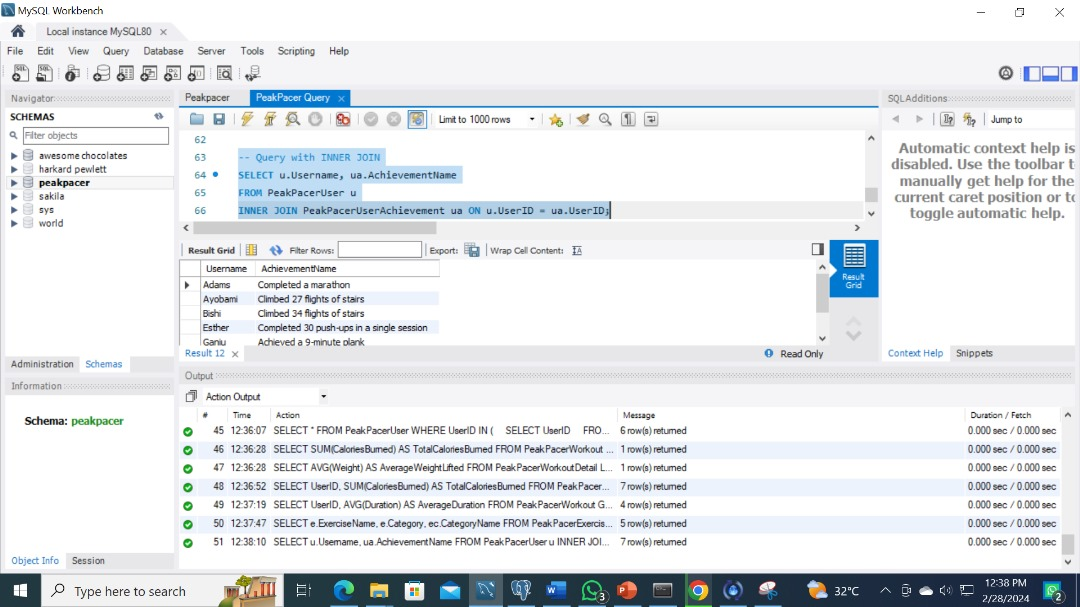 MySQL Workbench
Local instance MySQL80
File Edit View Query Database Server Tools Scripting Help
Navigator
SCHEMAS
Filter objects
awesome chocolates
harkard pewlett
peakpacer
sakila
sys
world
Administration Schemas
Information
Schema: peakpacer
Object Info Session
Peakpacer PeakPacer Query
Limit to 1000 rows
62
63 -- Query with INNER JOIN
64 SELECT u.Username, ua.AchievementName
65 FROM PeakPacerUser u
66 INNER JOIN PeakPacerUserAchievement ua ON u.UserID = ua.UserID;
Result Grid Filter Rows: Export: Wrap Cell Content: IA
Username AchievementName
Adams Completed a marathon
Ayobami Climbed 27 flights of stairs
Bishi Climbed 34 flights of stairs
Esther Completed 30 push-ups in a single session
Ganiu Achieved a 9-minute plank
Result Grid
Result 12 Read Only
SQLAdditions
Jump to
Automatic context help is
disabled. Use the toolbar t
manually get help for the
current caret position or to
toggle automatic help.
Context Help Snippets
Output
Action Output
# Time Action Message Duration / Fetch
45 12:36:07 SELECT * FROM PeakPacerUser WHERE UserID IN ( SELECT UserID FRO... 6 row(s) returned 0.000 sec / 0.000 sec
46 12:36:28 SELECT SUM(CaloriesBurned) AS TotalCaloriesBurned FROM PeakPacerWorkout ... 1 row(s) returned 0.000 sec / 0.000 sec
47 12:36:28 SELECT AVG(Weight) AS AverageWeightLifted FROM PeakPacerWorkoutDetail L... 1 row(s) returned 0.000 sec / 0.000 sec
48 12:36:52 SELECT UserID, SUM(CaloriesBurned) AS TotalCaloriesBurned FROM PeakPacer... 7 row(s) returned 0.000 sec / 0.000 sec
49 12:37:19 SELECT UserID, AVG(Duration) AS AverageDuration FROM PeakPacerWorkout G... 4 row(s) returned 0.000 sec / 0.000 sec
50 12:37:47 SELECT e.ExerciseName, e.Category, ec.CategoryName FROM PeakPacerExercis... 5 row(s) returned 0.000 sec / 0.000 sec
51 12:38:10 SELECT u.Username, ua.AchievementName FROM PeakPacerUser u INNER JOI... 7 row(s) returned 0.000 sec / 0.000 sec
Type here to search
3
32°C
12:38 PM
2/28/2024
2